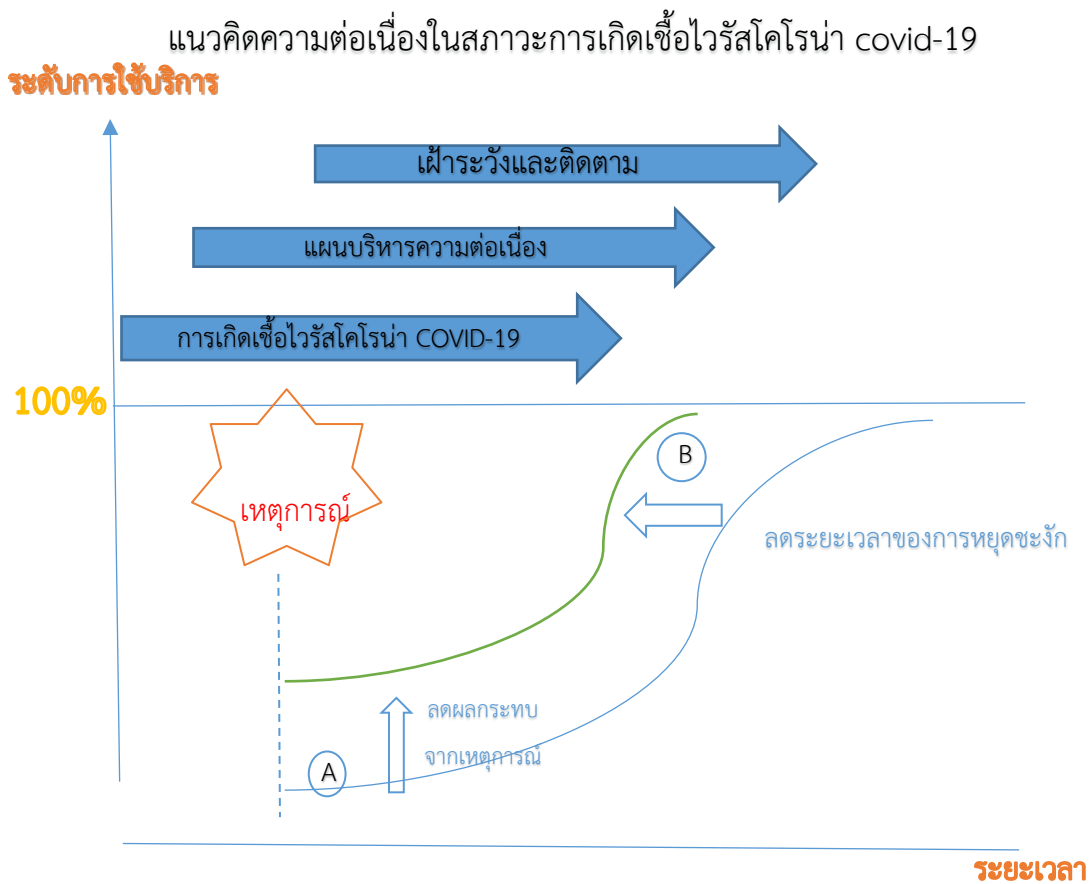 แนวคิดความต่อเนื่องในสภาวะการเกิดเชื้อไวรัสโคโรน่า covid-19
ระดับการใช้บริการ
เฝ้าระวังและติดตาม
แผนบริหารความต่อเนื่อง
การเกิดเชื้อไวรัสโคโรน่า COVID-19
100%
B
เหตุการณ์
ลดระยะเวลาของการหยุดชะงัก
ลดผลกระทบ
จากเหตุการณ์
A
ระยะเวลา